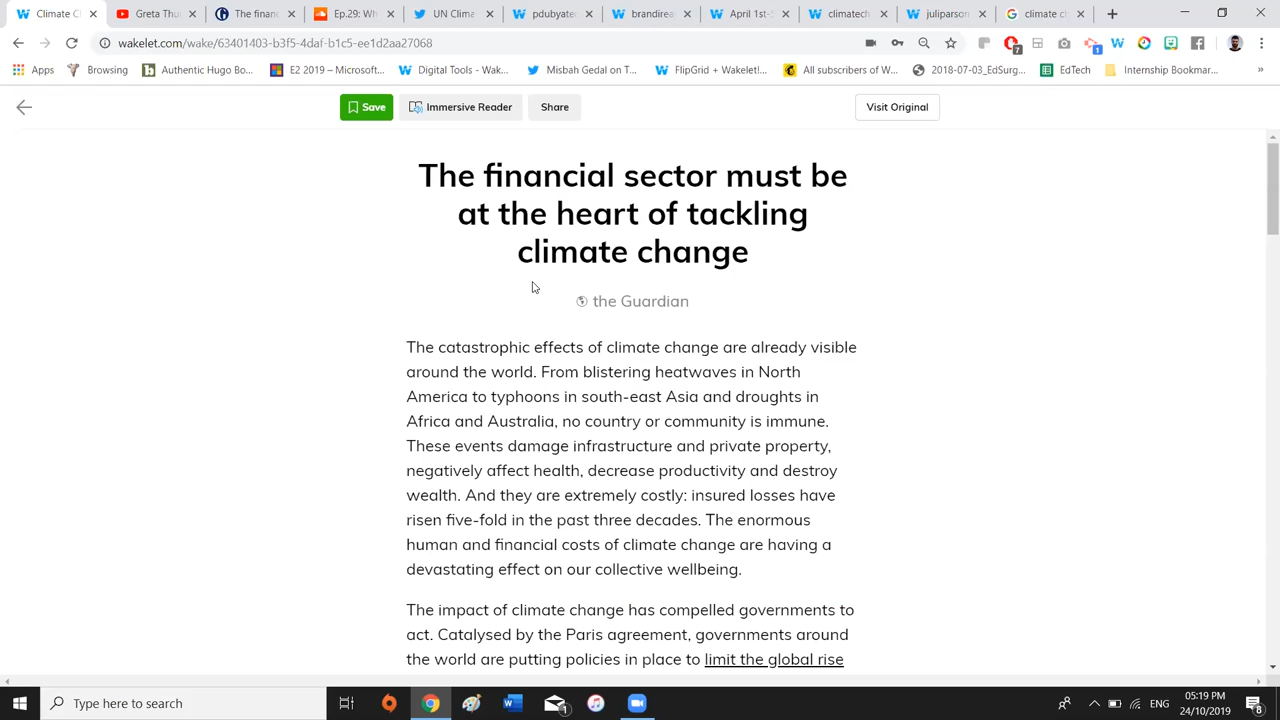 Climate C
Greta Thu
The financ
Ep.29: Wh
UN Clima
pdubyate
brandirea
April 1st-
climatech
juliparson
climate ch
wakelet.com/wake/63401403-b3f5-4daf-b1c5-ee1d2aa27068
7
1
Apps
Browsing
Authentic Hugo Bo...
E2 2019 – Microsoft...
Digital Tools - Wak...
Misbah Gedal on T...
FlipGrid + Wakelet!...
All subscribers of W...
2018-07-03_EdSurg...
EdTech
Internship Bookmar...
»
Save
Immersive Reader
Share
Visit Original
The financial sector must be
at the heart of tackling
climate change
the Guardian
The catastrophic effects of climate change are already visible
around the world. From blistering heatwaves in North
America to typhoons in south-east Asia and droughts in
Africa and Australia, no country or community is immune.
These events damage infrastructure and private property,
negatively affect health, decrease productivity and destroy
wealth. And they are extremely costly: insured losses have
risen five-fold in the past three decades. The enormous
human and financial costs of climate change are having a
devastating effect on our collective wellbeing.
The impact of climate change has compelled governments to
act. Catalysed by the Paris agreement, governments around
the world are putting policies in place to limit the global rise
Type here to search
1
ENG
05:19 PM
24/10/2019
8